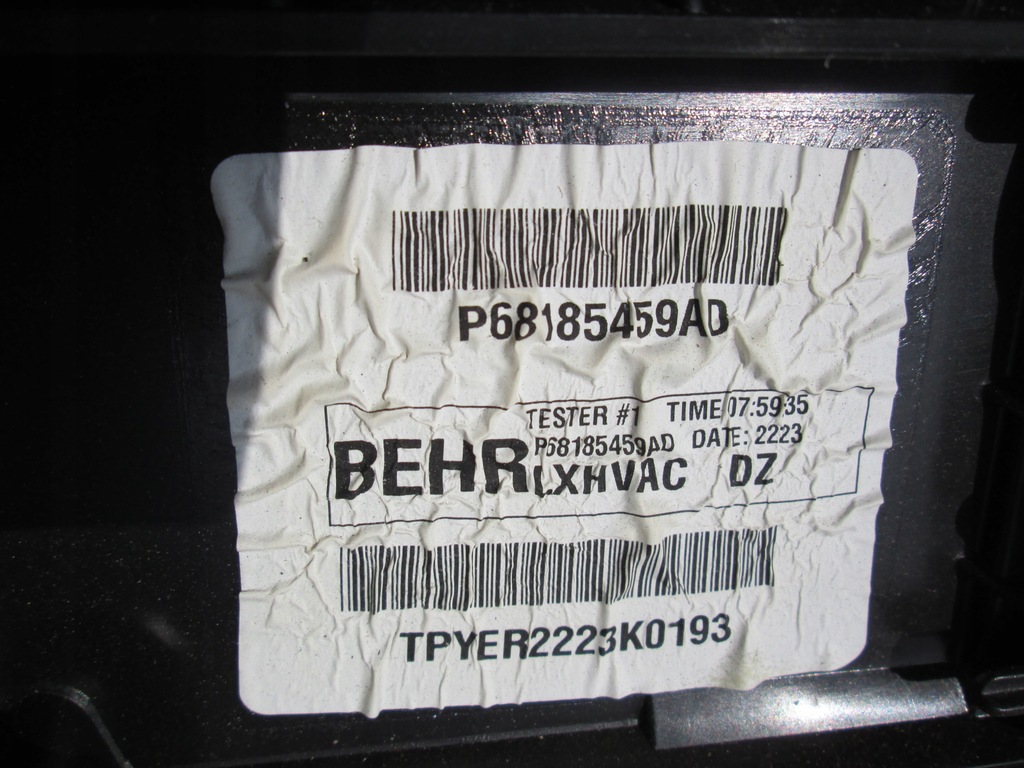 P68185459AD
TESTER #1 TIME 07:59:35
P68185459AD DATE: 2223
BEHR LXHVAC DZ
TPYER2223K0193